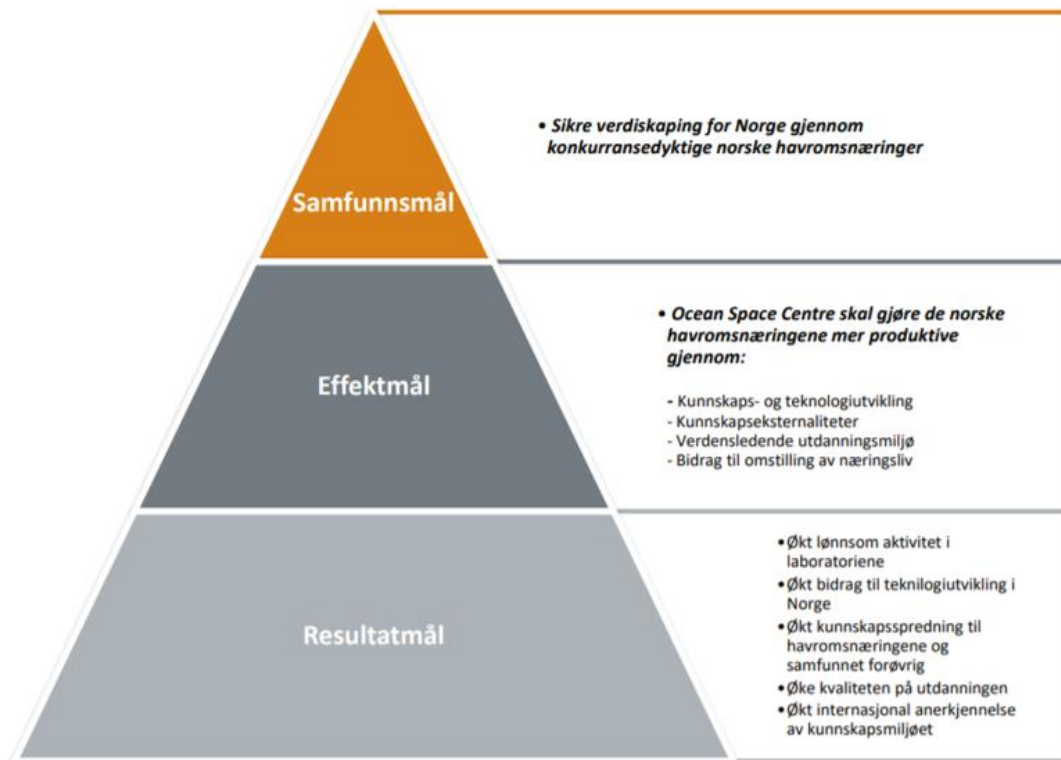 • Sikre verdiskaping for Norge gjennom
konkurransedyktige norske havromsnæringer
Samfunnsmål
• Ocean Space Centre skal gjøre de norske
havromsnæringene mer produktive
gjennom:
- Kunnskaps- og teknologiutvikling
- Kunnskapseksternaliteter
- Verdensledende utdanningsmiljø
- Bidrag til omstilling av næringsliv
Effektmål
•Økt lønnsom aktivitet i
laboratoriene
•Økt bidrag til teknilogiutvikling i
Norge
•Økt kunnskapsspredning til
havromsnæringene og
samfunnet forøvrig
•Øke kvaliteten på utdanningen
•Økt internasjonal anerkjennelse
av kunnskapsmiljøet
Resultatmål